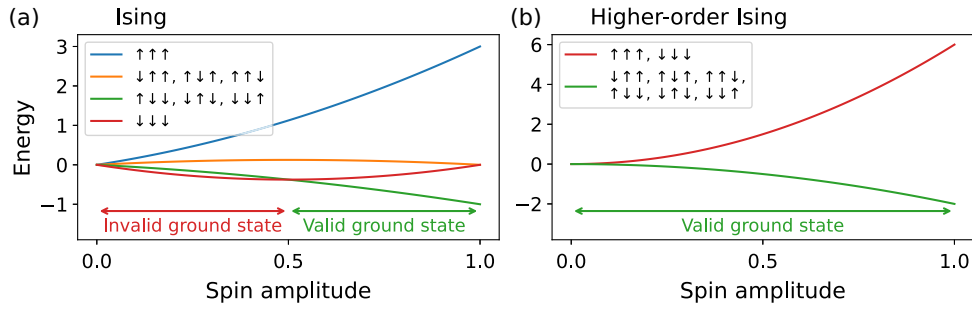 (a) Ising
3
2
1
0
−1
Energy
↑↑↑
↓↑↑, ↑↓↑, ↑↑↓
↑↓↓, ↓↑↓, ↓↓↑
↓↓↓
Invalid ground state
Valid ground state
0.0 0.5 1.0
Spin amplitude
(b) Higher-order Ising
6
4
2
0
−2
↑↑↑, ↓↓↓
↓↑↑, ↑↓↑, ↑↑↓,
↑↓↓, ↓↑↓, ↓↓↑
Valid ground state
0.0 0.5 1.0
Spin amplitude